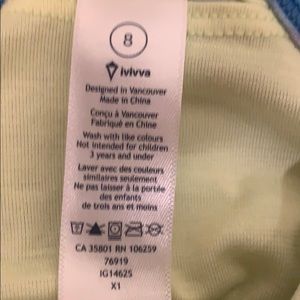 8
ivivva
Designed in Vancouver
Made in China
Conçu à Vancouver
Fabriqué en Chine
Wash with like colours
Not intended for children
3 years and under
Laver avec des couleurs
similaires seulement
Ne pas laisser à la portée
des enfants
de trois ans et moins
CA 35801 RN 106259
76919
IG14625
X1